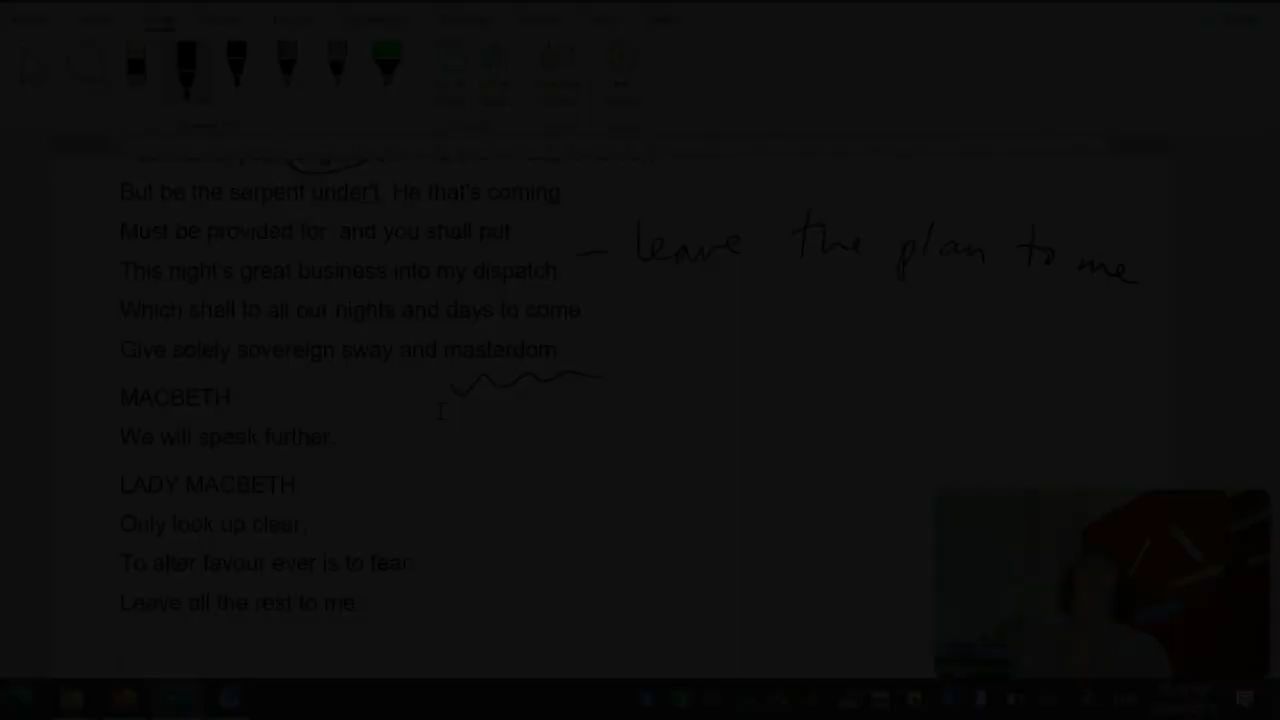 But be the serpent under't. He that's coming
Must be provided for: and you shall put
This night's great business into my dispatch
Which shall to all our nights and days to come
Give solely sovereign sway and masterdom
- leave the plan to me
MACBETH
We will speak further.
LADY MACBETH
Only look up clear;
To alter favour ever is to fear:
Leave all the rest to me.